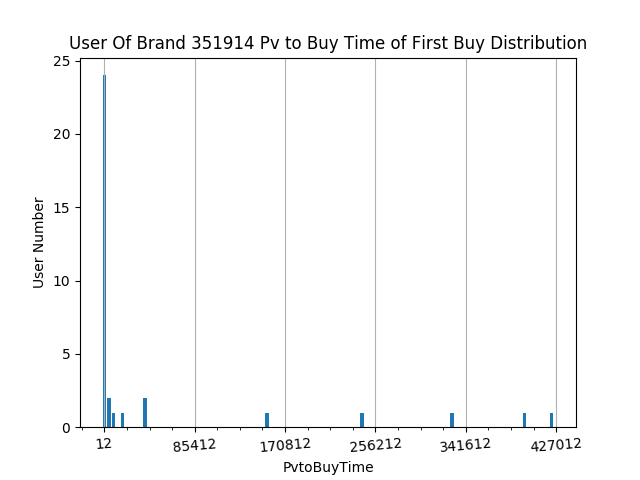 User Of Brand 351914 Pv to Buy Time of First Buy Distribution
25
20
15
10
5
0
User Number
12 85412 170812 256212 341612 427012
PvtoBuyTime